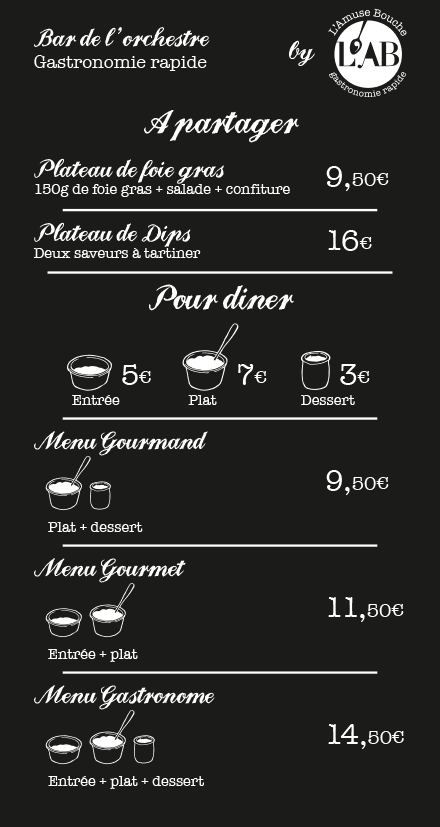 Bar de l'orchestre
Gastronomie rapide
by
L'Amuse Bouche
L'AB
gastronomie rapide
A partager
Plateau de foie gras
150g de foie gras + salade + confiture
9,50€
Plateau de Dips
Deux saveurs à tartiner
16€
Pour diner
5€ 7€ 3€
Entrée Plat Dessert
Menu Gourmand
9,50€
Plat + dessert
Menu Gourmet
11,50€
Entrée + plat
Menu Gastronome
14,50€
Entrée + plat + dessert